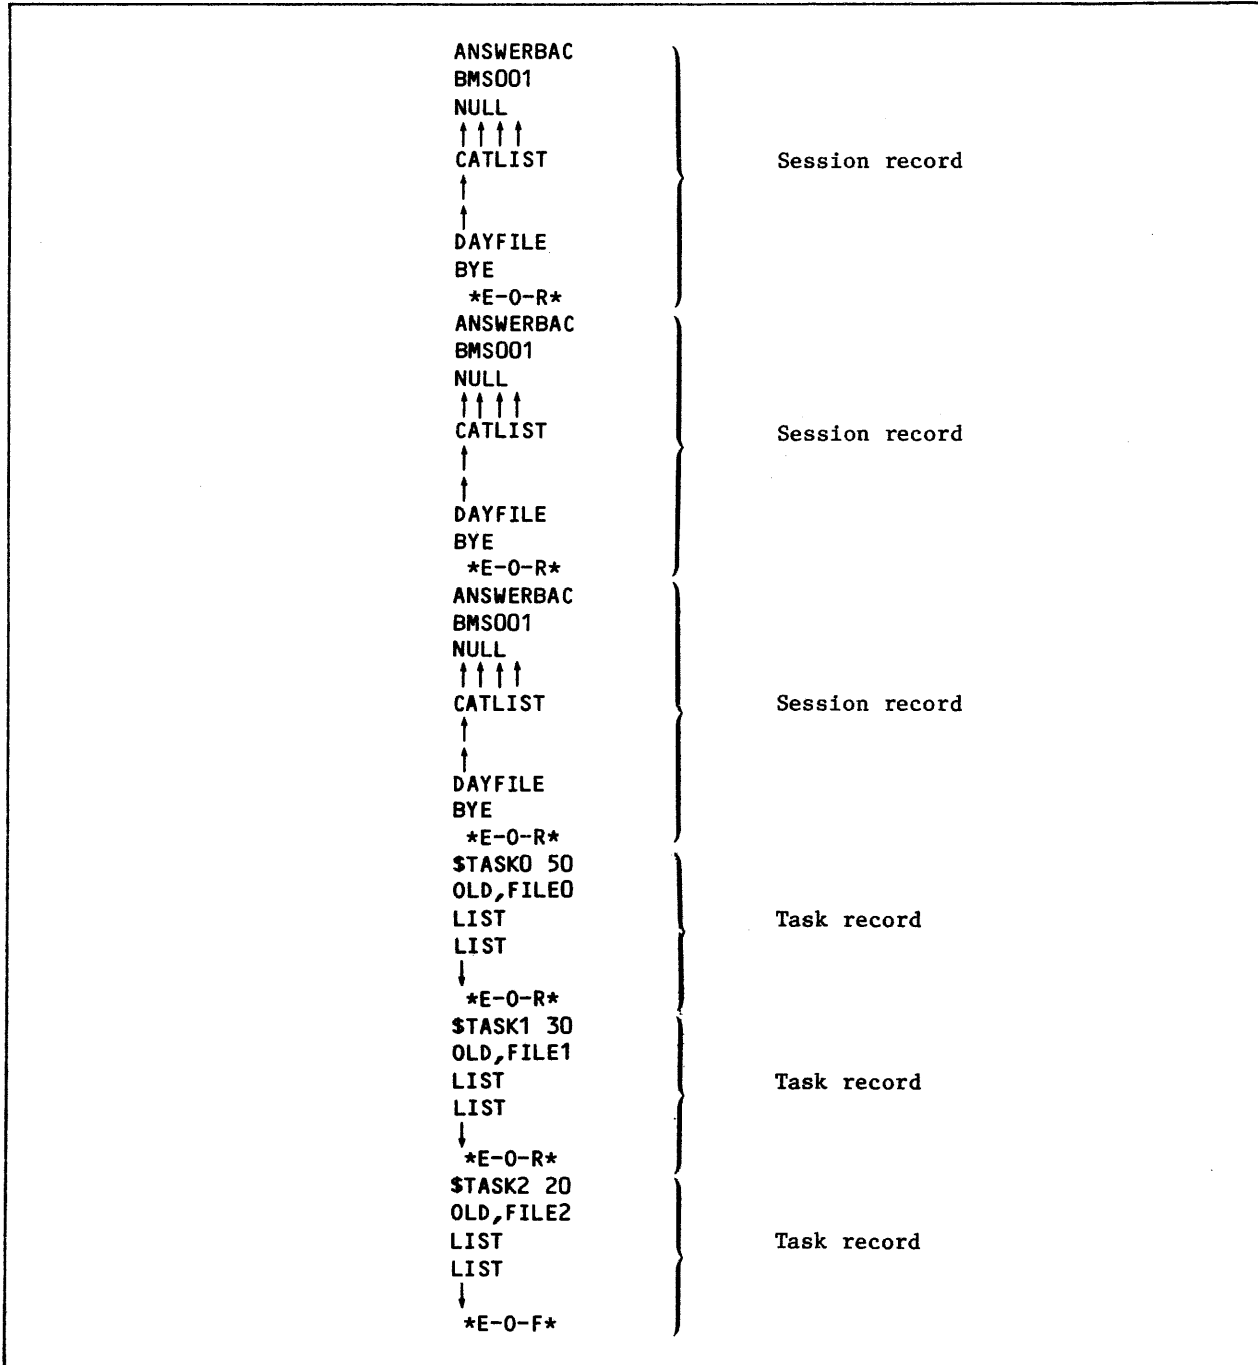 ANSWERBAC
BMS001
NULL
↑↑↑↑
CATLIST
↑
↑
DAYFILE
BYE
*E-O-R*
Session record
ANSWERBAC
BMS001
NULL
↑↑↑↑
CATLIST
↑
↑
DAYFILE
BYE
*E-O-R*
Session record
ANSWERBAC
BMS001
NULL
↑↑↑↑
CATLIST
↑
↑
DAYFILE
BYE
*E-O-R*
Session record
$TASK0 50
OLD,FILE0
LIST
LIST
↓
*E-O-R*
Task record
$TASK1 30
OLD,FILE1
LIST
LIST
↓
*E-O-R*
Task record
$TASK2 20
OLD,FILE2
LIST
LIST
↓
*E-O-F*
Task record